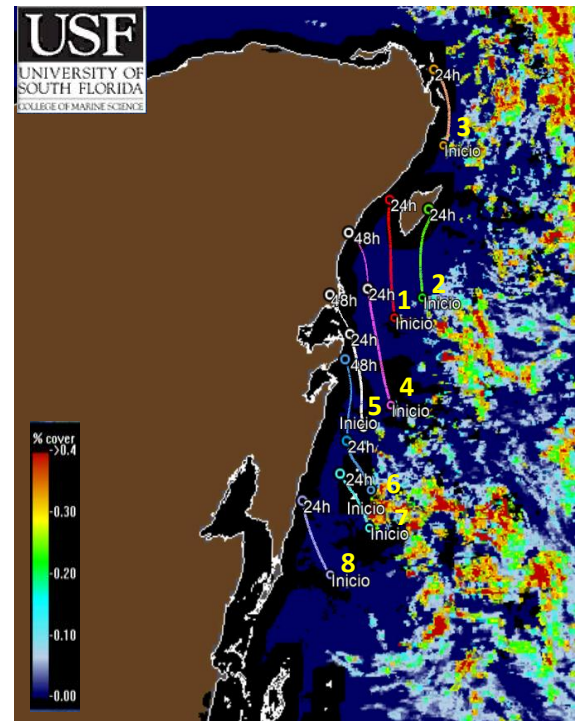 USF
UNIVERSITY OF
SOUTH FLORIDA
COLLEGE OF MARINE SCIENCE
24h
3
Inicio
24h
24h
48h
24h
2
Inicio
48h
1
Inicio
24h
48h
4
Inicio
5
Inicio
24h
24h
6
Inicio
7
Inicio
24h
8
Inicio
% cover
->0.4
-0.30
-0.20
-0.10
-0.00